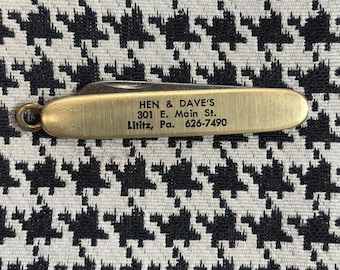 HEN & DAVE'S
301 E. Main St.
Lititz, Pa. 626-7490